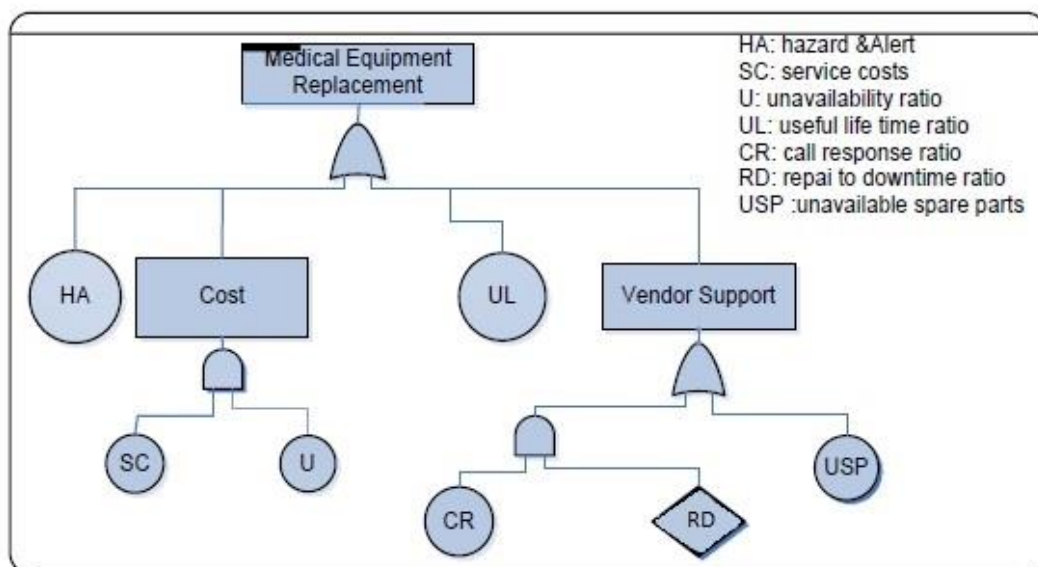 Medical Equipment
Replacement
HA: hazard &Alert
SC: service costs
U: unavailability ratio
UL: useful life time ratio
CR: call response ratio
RD: repai to downtime ratio
USP :unavailable spare parts
HA
Cost
UL
Vendor Support
SC
U
CR
RD
USP